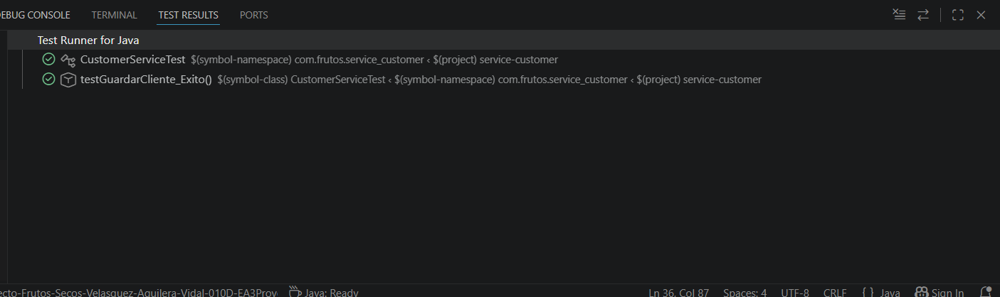 DEBUG CONSOLE TERMINAL TEST RESULTS PORTS
Test Runner for Java
CustomerServiceTest $(symbol-namespace) com.frutos.service_customer ‹ $(project) service-customer
testGuardarCliente_Exito() $(symbol-class) CustomerServiceTest ‹ $(symbol-namespace) com.frutos.service_customer ‹ $(project) service-customer
ecto-Frutos-Secos-Velasquez-Aguilera-Vidal-010D-EA3Proy Java: Ready Ln 36, Col 87 Spaces: 4 UTF-8 CRLF { } Java Sign In